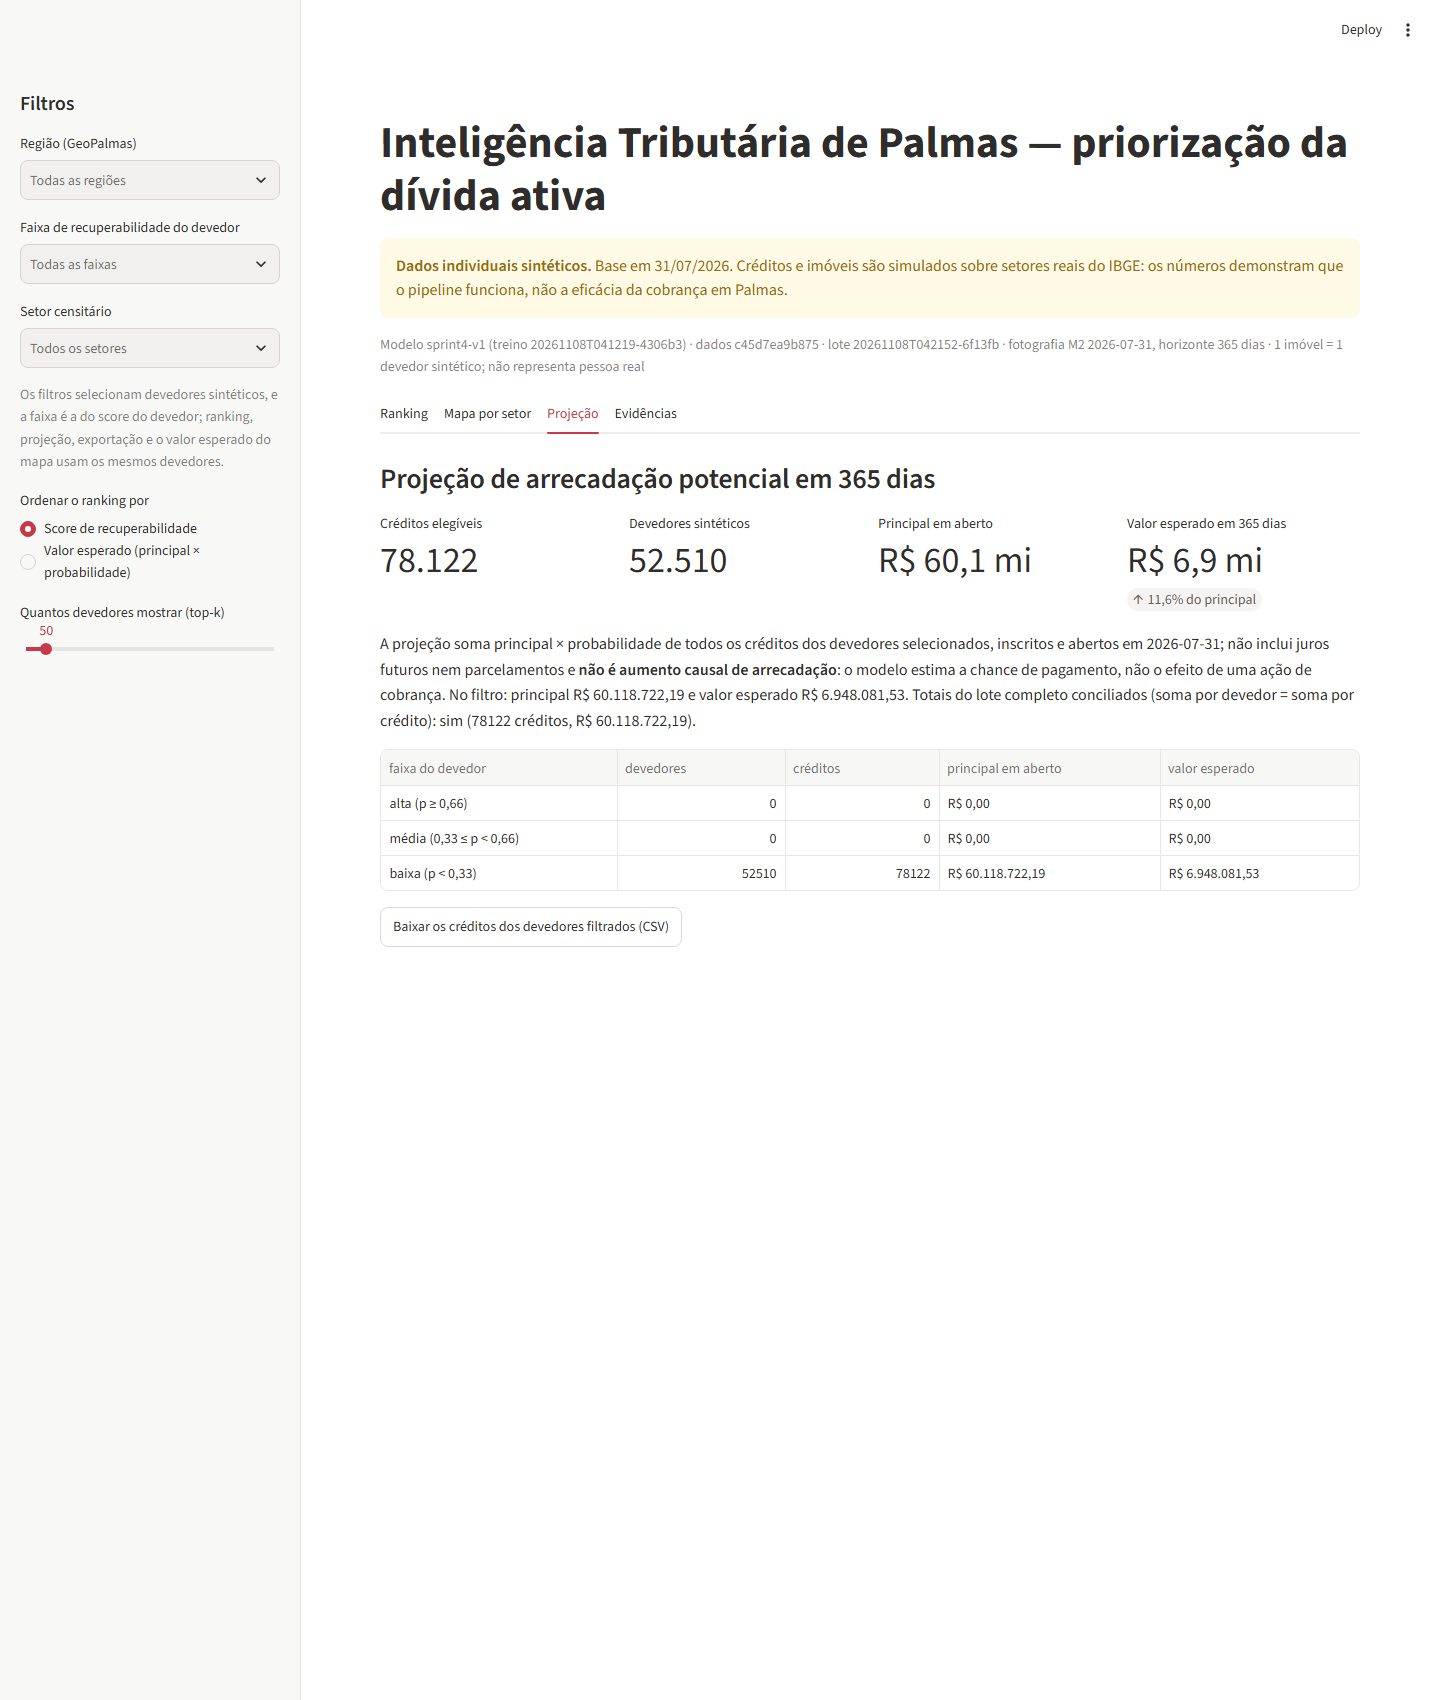 Deploy
Filtros
Região (GeoPalmas)
Todas as regiões
Faixa de recuperabilidade do devedor
Todas as faixas
Setor censitário
Todos os setores
Os filtros selecionam devedores sintéticos, e
a faixa é a do score do devedor; ranking,
projeção, exportação e o valor esperado do
mapa usam os mesmos devedores.
Ordenar o ranking por
Score de recuperabilidade
Valor esperado (principal ×
probabilidade)
Quantos devedores mostrar (top-k)
50
Inteligência Tributária de Palmas — priorização da
dívida ativa
Dados individuais sintéticos. Base em 31/07/2026. Créditos e imóveis são simulados sobre setores reais do IBGE: os números demonstram que
o pipeline funciona, não a eficácia da cobrança em Palmas.
Modelo sprint4-v1 (treino 20261108T041219-4306b3) · dados c45d7ea9b875 · lote 20261108T042152-6f13fb · fotografia M2 2026-07-31, horizonte 365 dias · 1 imóvel = 1
devedor sintético; não representa pessoa real
Ranking Mapa por setor Projeção Evidências
Projeção de arrecadação potencial em 365 dias
Créditos elegíveis Devedores sintéticos Principal em aberto Valor esperado em 365 dias
78.122 52.510 R$ 60,1 mi R$ 6,9 mi
↑ 11,6% do principal
A projeção soma principal × probabilidade de todos os créditos dos devedores selecionados, inscritos e abertos em 2026-07-31; não inclui juros
futuros nem parcelamentos e não é aumento causal de arrecadação: o modelo estima a chance de pagamento, não o efeito de uma ação de
cobrança. No filtro: principal R$ 60.118.722,19 e valor esperado R$ 6.948.081,53. Totais do lote completo conciliados (soma por devedor = soma por
crédito): sim (78122 créditos, R$ 60.118.722,19).
faixa do devedor devedores créditos principal em aberto valor esperado
alta (p ≥ 0,66) 0 0 R$ 0,00 R$ 0,00
média (0,33 ≤ p < 0,66) 0 0 R$ 0,00 R$ 0,00
baixa (p < 0,33) 52510 78122 R$ 60.118.722,19 R$ 6.948.081,53
Baixar os créditos dos devedores filtrados (CSV)